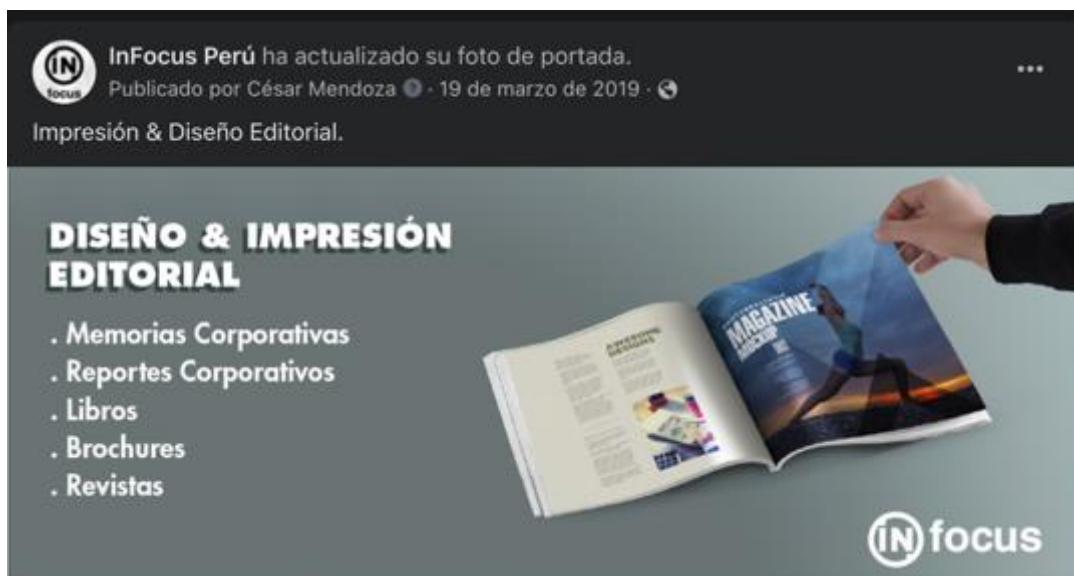 IN
focus
InFocus Perú ha actualizado su foto de portada.
Publicado por César Mendoza · 19 de marzo de 2019 ·
Impresión & Diseño Editorial.
DISEÑO & IMPRESIÓN
EDITORIAL
. Memorias Corporativas
. Reportes Corporativos
. Libros
. Brochures
. Revistas
AWESOME
DESIGNS
MAGAZINE
MOCKUP
IN focus